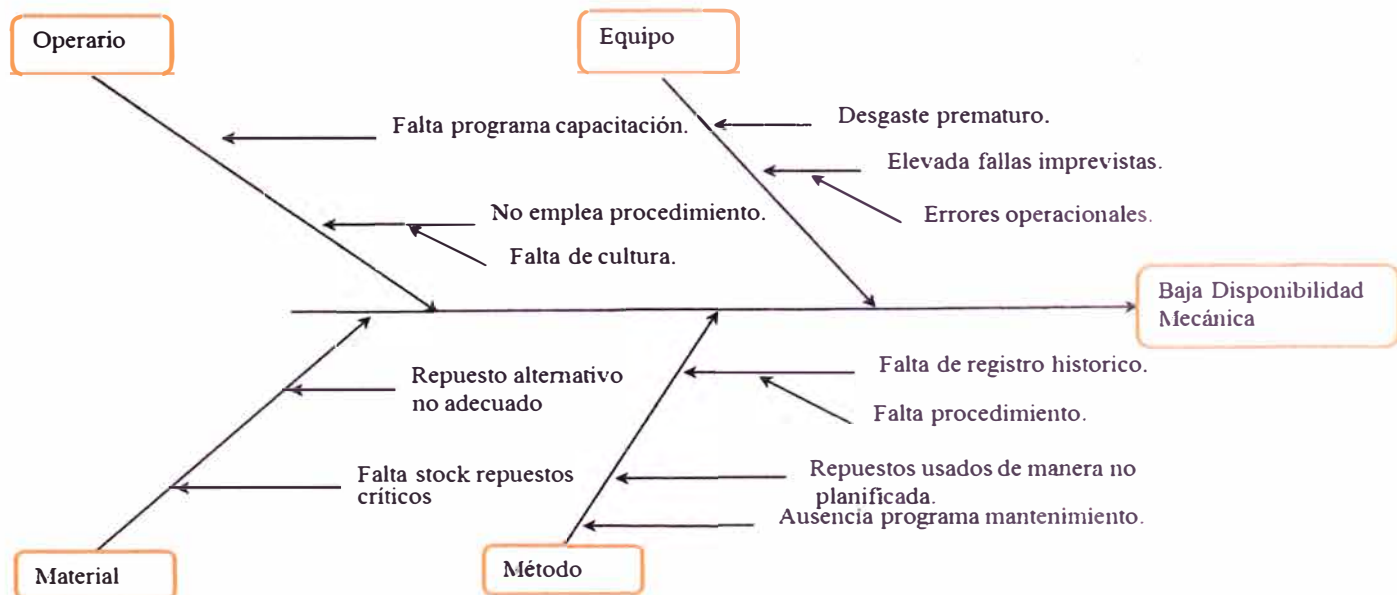 Operario
Equipo
Falta programa capacitación.
Desgaste prematuro.
Elevada fallas imprevistas.
No emplea procedimiento.
Errores operacionales.
Falta de cultura.
Baja Disponibilidad
Mecánica
Repuesto alternativo
no adecuado
Falta de registro historico.
Falta procedimiento.
Falta stock repuestos
críticos
Repuestos usados de manera no
planificada.
Ausencia programa mantenimiento.
Material
Método